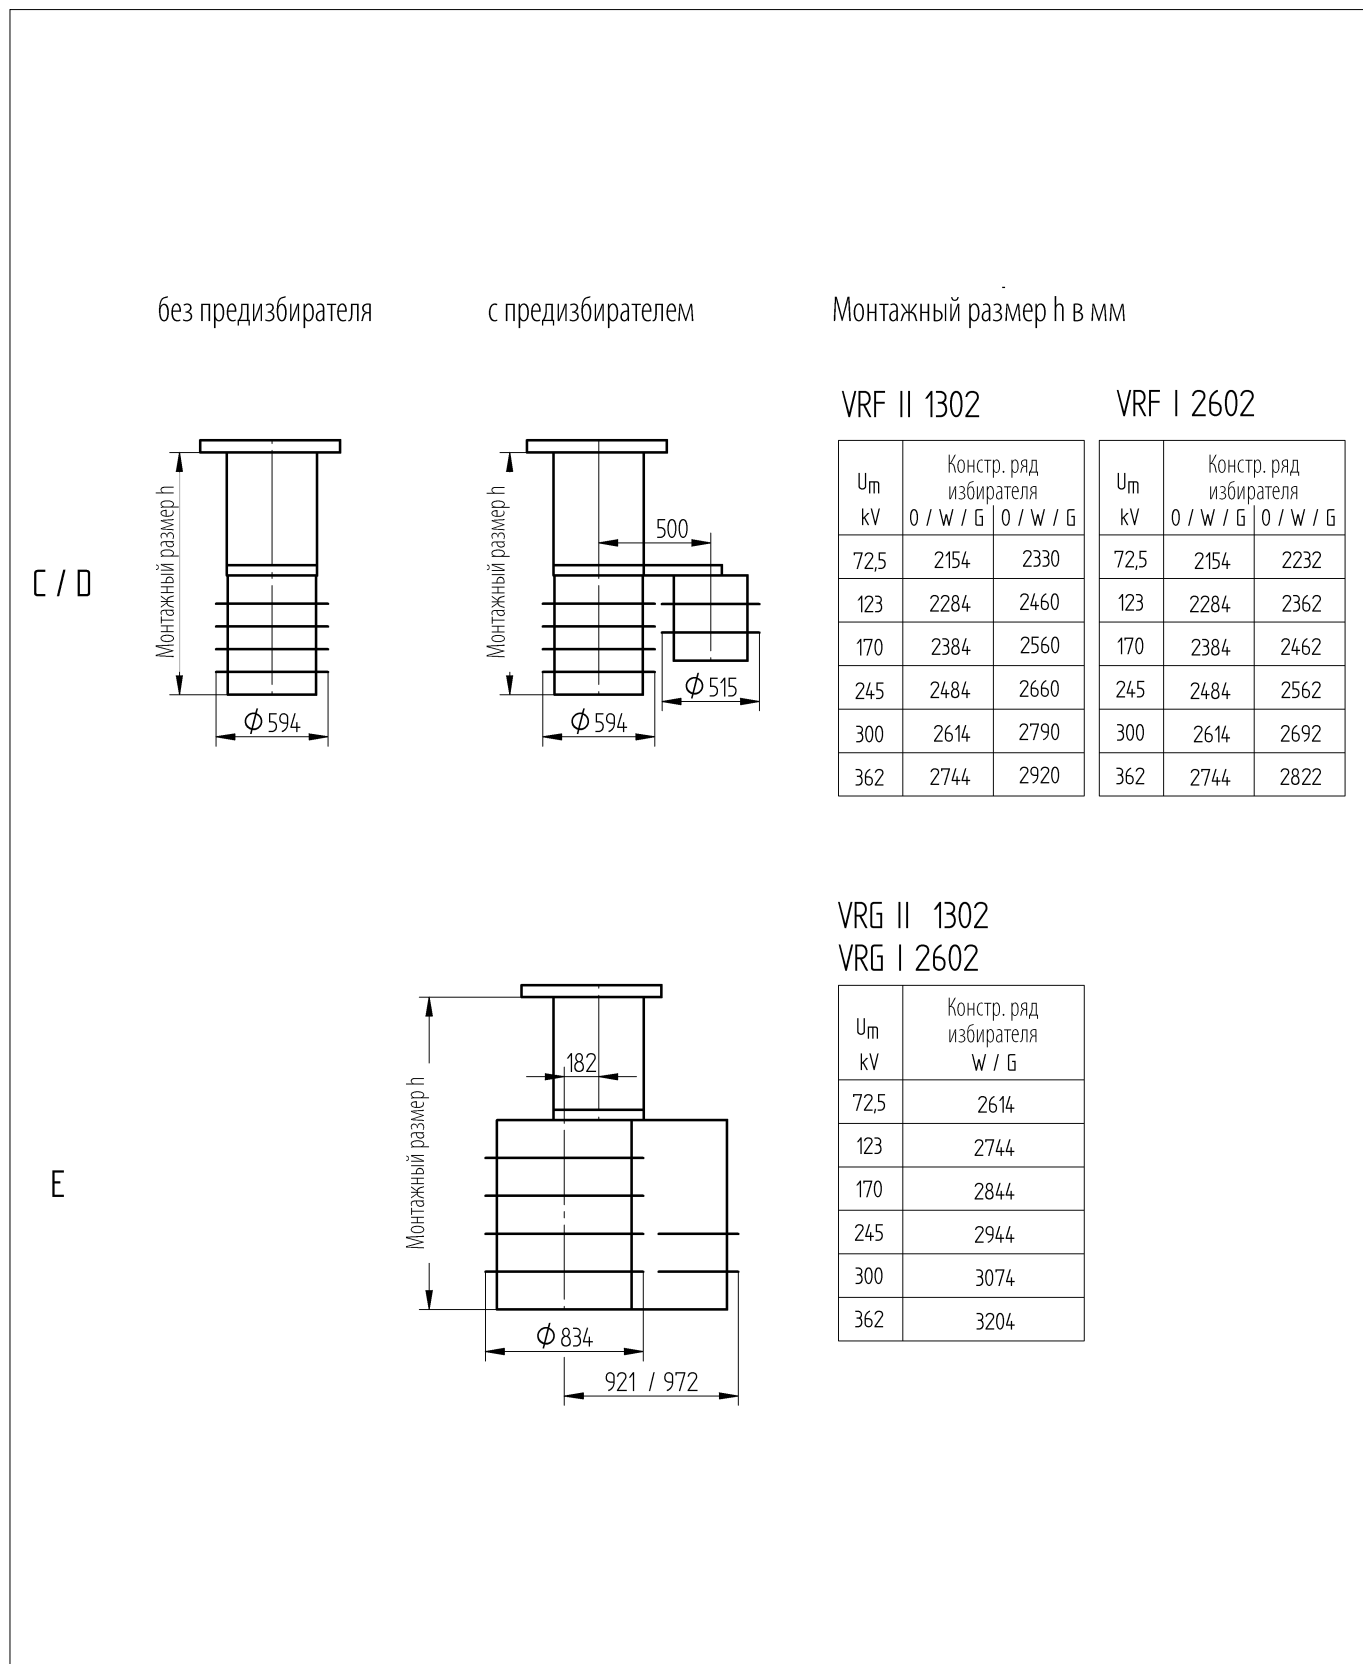 без предизбирателя
с предизбирателем
Монтажный размер h в мм
C / D
Монтажный размер h
Φ 594
Монтажный размер h
500
Φ 515
Φ 594
VRF II 1302
Um
kV
Констр. ряд
избирателя
0 / W / G 0 / W / G
72,5 2154 2330
123 2284 2460
170 2384 2560
245 2484 2660
300 2614 2790
362 2744 2920
VRF I 2602
Um
kV
Констр. ряд
избирателя
0 / W / G 0 / W / G
72,5 2154 2232
123 2284 2362
170 2384 2462
245 2484 2562
300 2614 2692
362 2744 2822
E
Монтажный размер h
182
Φ 834
921 / 972
VRG II 1302
VRG I 2602
Um
kV
Констр. ряд
избирателя
W / G
72,5 2614
123 2744
170 2844
245 2944
300 3074
362 3204